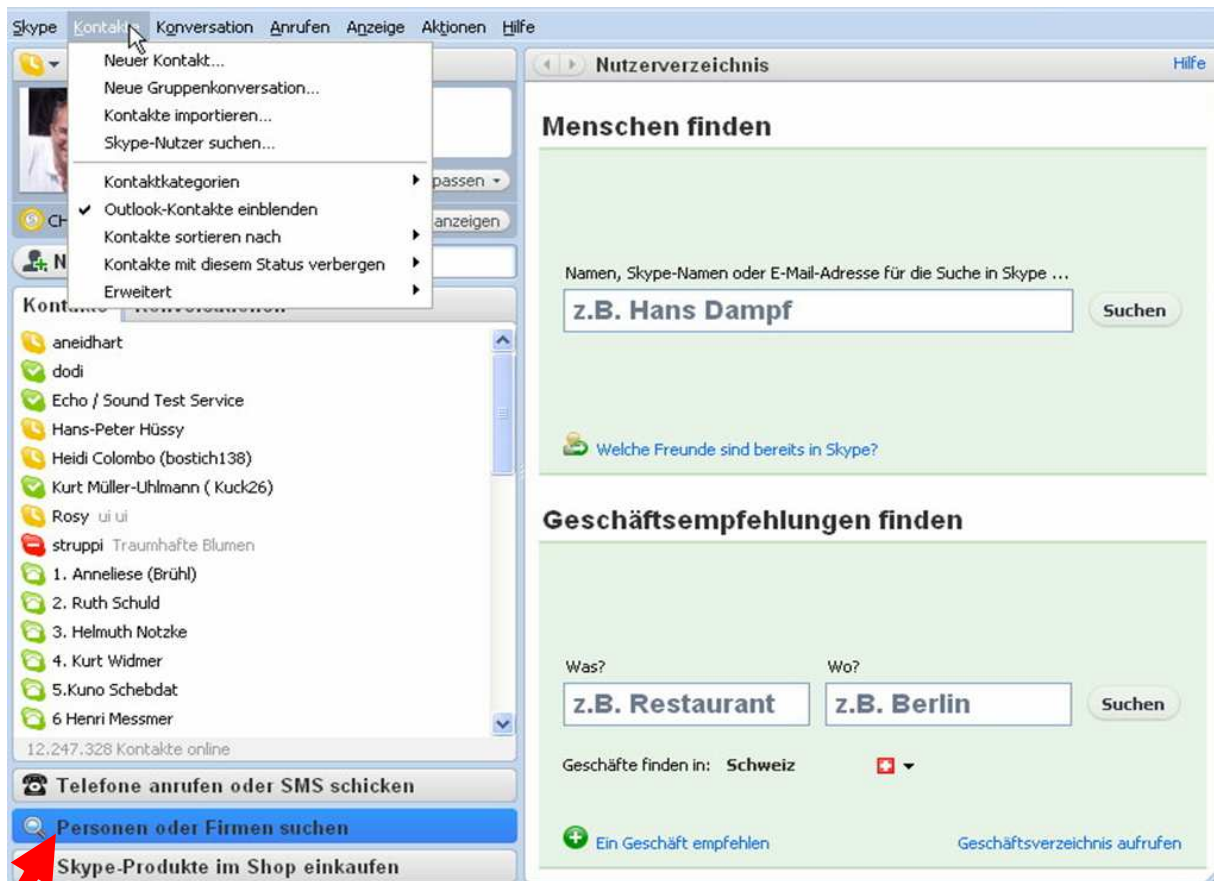 Skype Kontakte Konversation Anrufen Anzeige Aktionen Hilfe
Neuer Kontakt...
Neue Gruppenkonversation...
Kontakte importieren...
Skype-Nutzer suchen...
Kontaktkategorien
Outlook-Kontakte einblenden
Kontakte sortieren nach
Kontakte mit diesem Status verbergen
Erweitert
passen
CH
anzeigen
N
Kontakte Konversationen
aneidhart
dodi
Echo / Sound Test Service
Hans-Peter Hüssy
Heidi Colombo (bostich138)
Kurt Müller-Uhlmann ( Kuck26)
Rosy ui ui
struppi Traumhafte Blumen
1. Anneliese (Brühl)
2. Ruth Schuld
3. Helmuth Notzke
4. Kurt Widmer
5.Kuno Schebdat
6 Henri Messmer
12.247.328 Kontakte online
Telefone anrufen oder SMS schicken
Personen oder Firmen suchen
Skype-Produkte im Shop einkaufen
Nutzerverzeichnis Hilfe
Menschen finden
Namen, Skype-Namen oder E-Mail-Adresse für die Suche in Skype ...
z.B. Hans Dampf Suchen
Welche Freunde sind bereits in Skype?
Geschäftsempfehlungen finden
Was? Wo?
z.B. Restaurant z.B. Berlin Suchen
Geschäfte finden in: Schweiz
Ein Geschäft empfehlen Geschäftsverzeichnis aufrufen